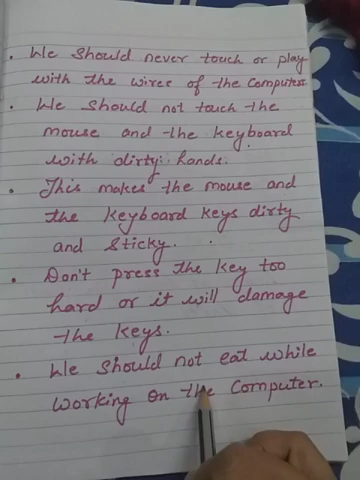 • We should never touch or play
with the wires of the Computer.
• We should not touch the
mouse and the keyboard
with dirty hands.
• This makes the mouse and
the keyboard keys dirty
and sticky.
• Don't press the key too
hard or it will damage
the keys.
• We should not eat while
working on the Computer.